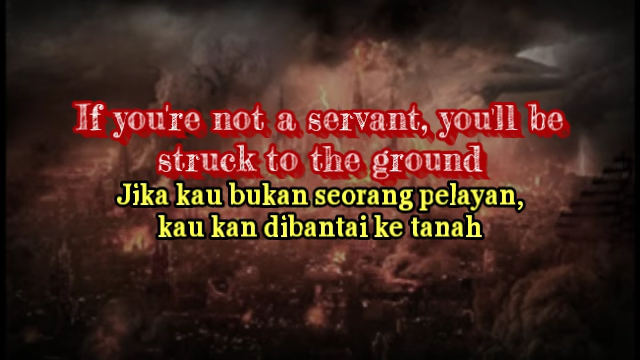 If you're not a servant, you'll be
struck to the ground
Jika kau bukan seorang pelayan,
kau kan dibantai ke tanah